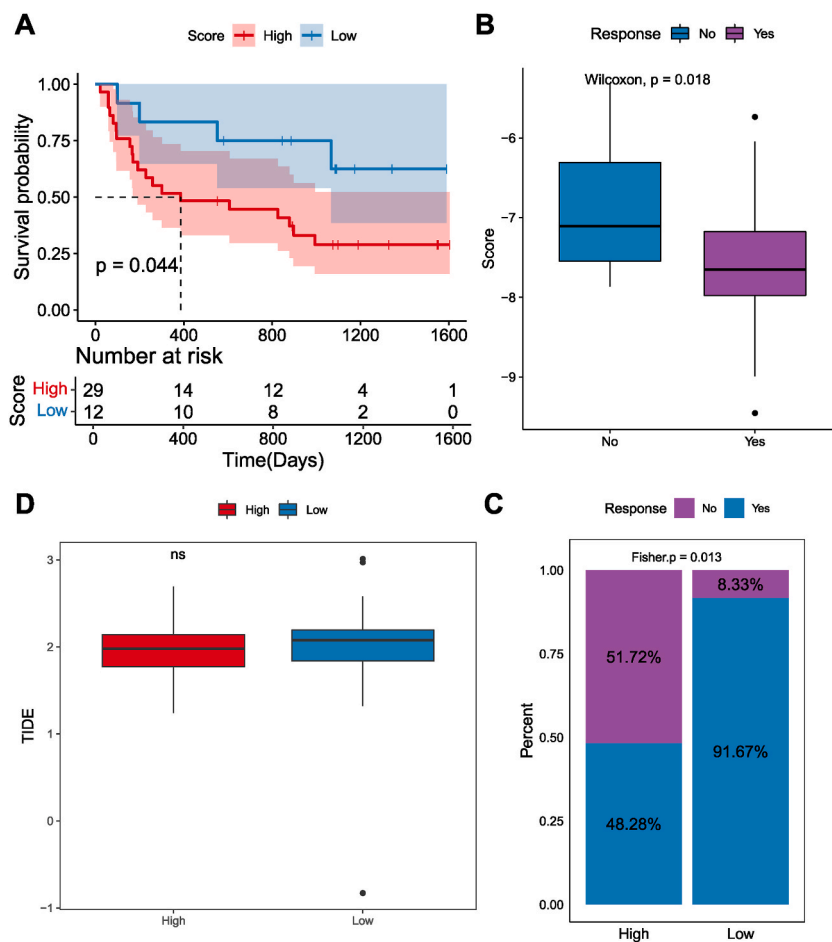 A
Score High Low
1.00
0.75
0.50
0.25
0.00
Survival probability
p = 0.044
0 400 800 1200 1600
Number at risk
Score
High 29 14 12 4 1
Low 12 10 8 2 0
0 400 800 1200 1600
Time(Days)
B
Response No Yes
Wilcoxon, p = 0.018
−6
−7
−8
−9
Score
No Yes
D
High Low
ns
3
2
1
0
−1
TIDE
High Low
C
Response No Yes
Fisher.p = 0.013
1.00
0.75
0.50
0.25
0.00
Percent
8.33%
51.72%
91.67%
48.28%
High Low